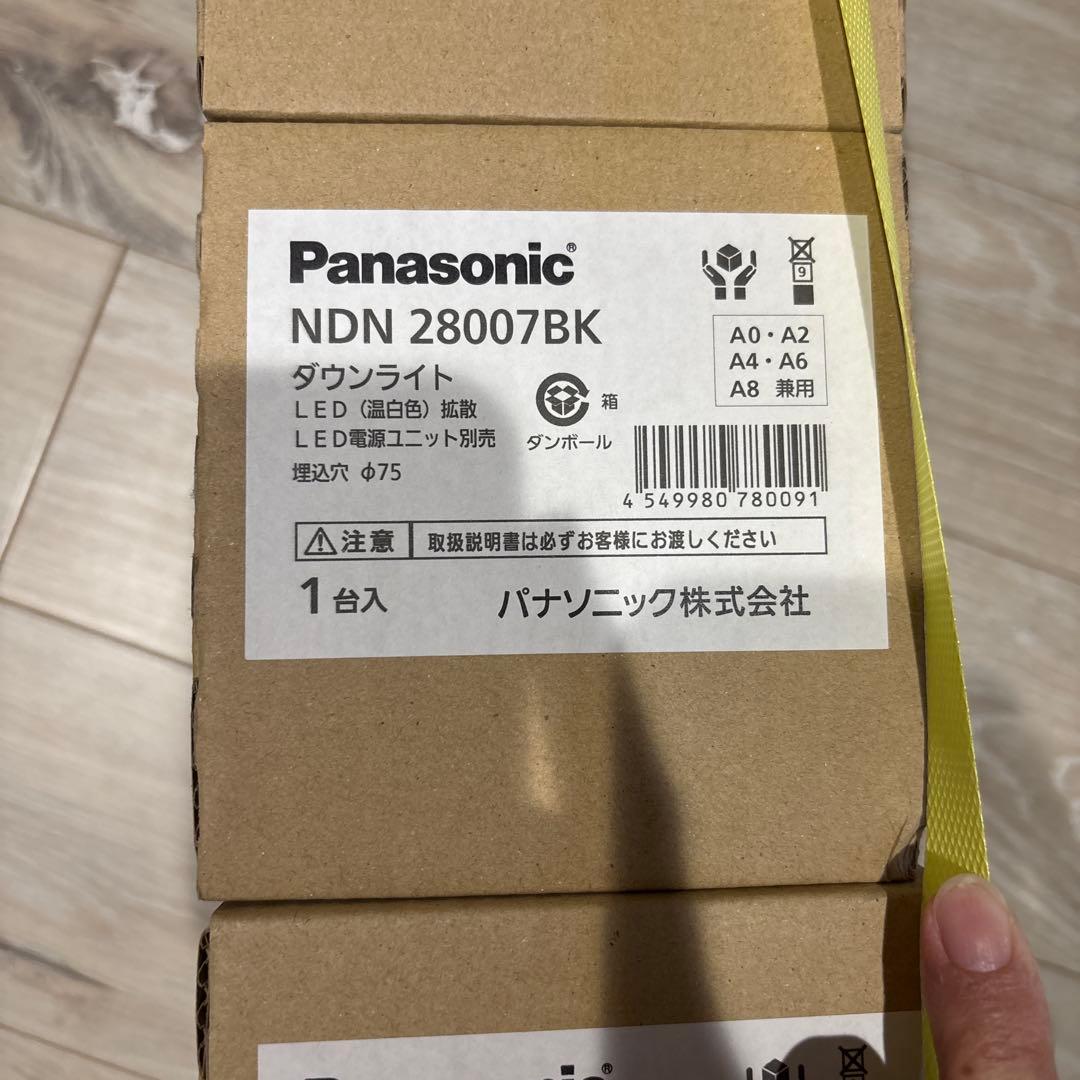 Panasonic®
NDN 28007BK
ダウンライト
LED（温白色）拡散
LED電源ユニット別売
埋込穴 φ75
9
A0・A2
A4・A6
A8 兼用
箱
ダンボール
4 549980 780091
注意 取扱説明書は必ずお客様にお渡しください
1台入
パナソニック株式会社
Panasonic®